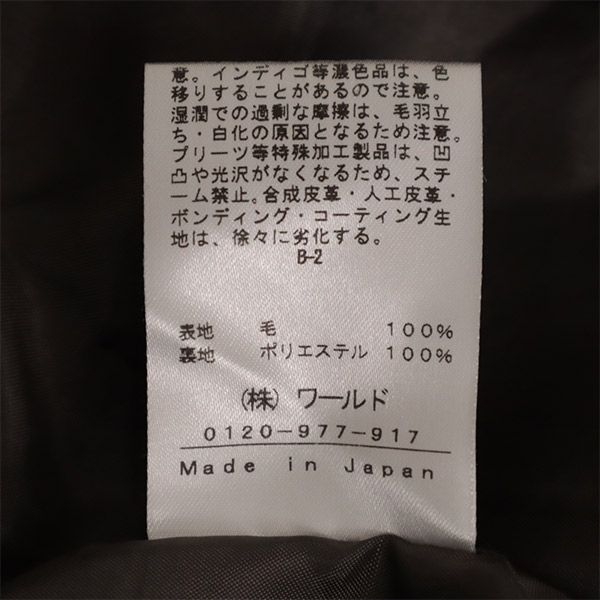 意。インディゴ等濃色品は、色
移りすることがあるので注意。
湿潤での過剰な摩擦は、毛羽立
ち・白化の原因となるため注意。
プリーツ等特殊加工製品は、凹
凸や光沢がなくなるため、スチ
ーム禁止。合成皮革・人工皮革・
ボンディング・コーティング生
地は、徐々に劣化する。
B-2
表地 毛 100%
裏地 ポリエステル 100%
(株) ワールド
0120-977-917
Made in Japan